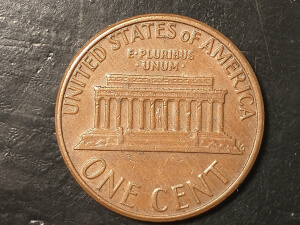 UNITED STATES OF AMERICA
E·PLURIBUS
·UNUM·
ONE CENT